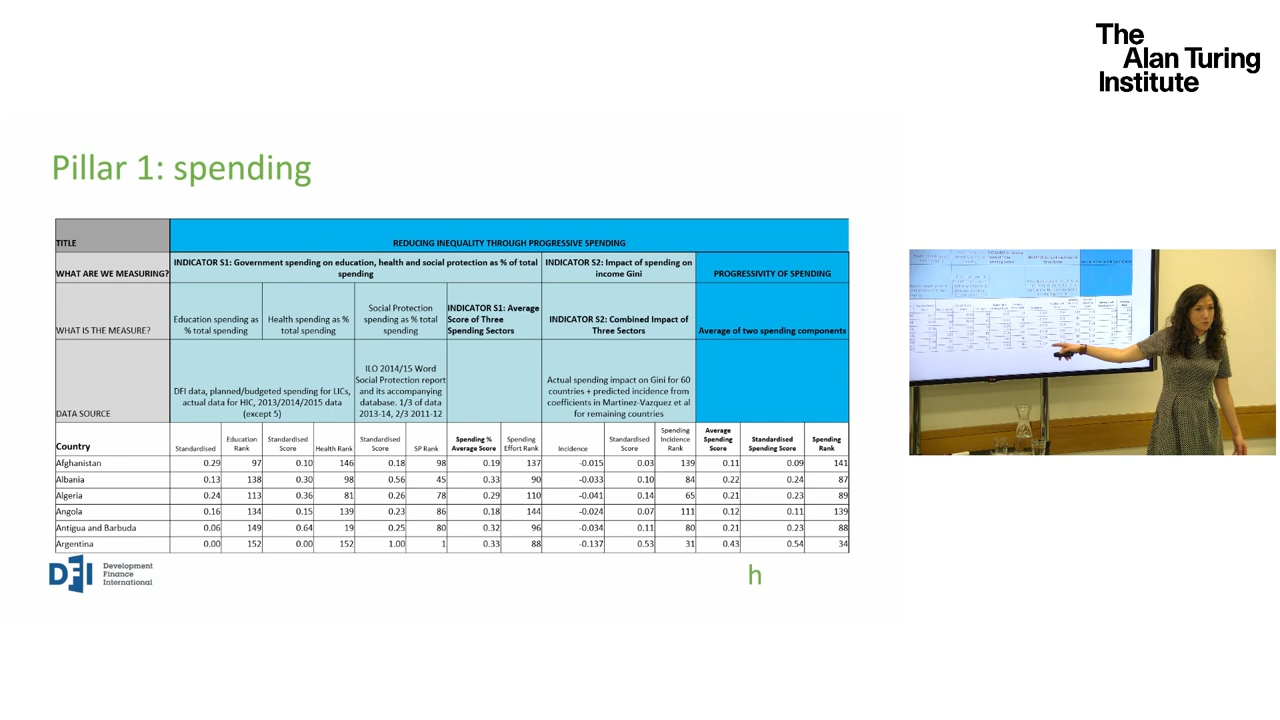 The
Alan Turing
Institute
Pillar 1: spending
TITLE
REDUCING INEQUALITY THROUGH PROGRESSIVE SPENDING
WHAT ARE WE MEASURING?
INDICATOR S1: Government spending on education, health and social protection as % of total
spending
INDICATOR S2: Impact of spending on
income Gini
PROGRESSIVITY OF SPENDING
WHAT IS THE MEASURE?
Education spending as
% total spending
Health spending as %
total spending
Social Protection
spending as % total
spending
INDICATOR S1: Average
Score of Three
Spending Sectors
INDICATOR S2: Combined Impact of
Three Sectors
Average of two spending components
DATA SOURCE
DFI data, planned/budgeted spending for LICs,
actual data for HIC, 2013/2014/2015 data
(except 5)
ILO 2014/15 Word
Social Protection report
and its accompanying
database. 1/3 of data
2013-14, 2/3 2011-12
Actual spending impact on Gini for 60
countries + predicted incidence from
coefficients in Martinez-Vazquez et al
for remaining countries
Country
Standardised
Education
Rank
Standardised
Score
Health Rank
Standardised
Score
SP Rank
Spending %
Average Score
Spending
Effort Rank
Incidence
Standardised
Score
Spending
Incidence
Rank
Average
Spending
Score
Standardised
Spending Score
Spending
Rank
Afghanistan 0.29 97 0.10 146 0.18 98 0.19 137 -0.015 0.03 139 0.11 0.09 141
Albania 0.13 138 0.30 98 0.56 45 0.33 90 -0.033 0.10 84 0.22 0.24 87
Algeria 0.24 113 0.36 81 0.26 78 0.29 110 -0.041 0.14 65 0.21 0.23 89
Angola 0.16 134 0.15 139 0.23 86 0.18 144 -0.024 0.07 111 0.12 0.11 139
Antigua and Barbuda 0.06 149 0.64 19 0.25 80 0.32 96 -0.034 0.11 80 0.21 0.23 88
Argentina 0.00 152 0.00 152 1.00 1 0.33 88 -0.137 0.53 31 0.43 0.54 34
DFI
Development
Finance
International
h